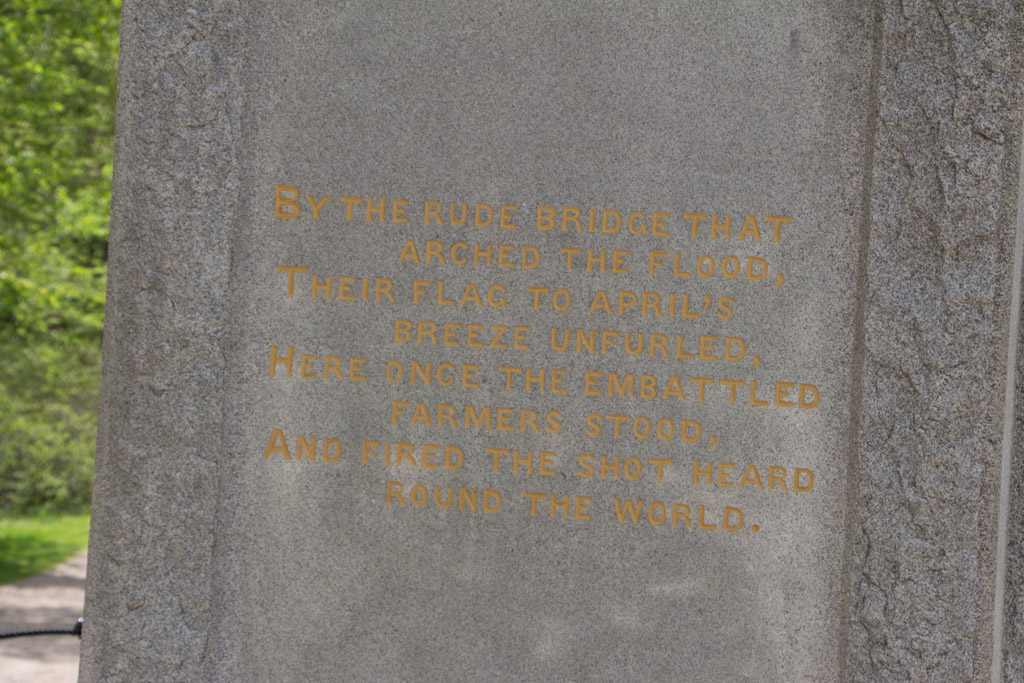 BY THE RUDE BRIDGE THAT
ARCHED THE FLOOD,
THEIR FLAG TO APRIL'S
BREEZE UNFURLED,
HERE ONCE THE EMBATTLED
FARMERS STOOD,
AND FIRED THE SHOT HEARD
ROUND THE WORLD.